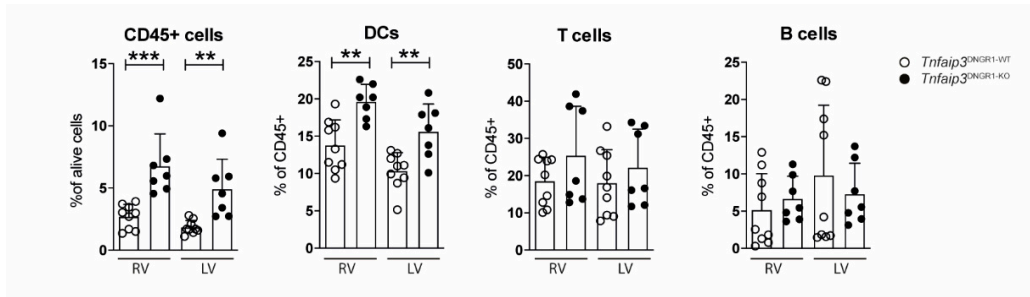 CD45+ cells
***
**
15
10
5
0
%of alive cells
RV
LV
DCs
**
**
25
20
15
10
5
0
% of CD45+
RV
LV
T cells
50
40
30
20
10
0
% of CD45+
RV
LV
B cells
25
20
15
10
5
0
% of CD45+
RV
LV
Tnfaip3DNGR1-WT
Tnfaip3DNGR1-KO